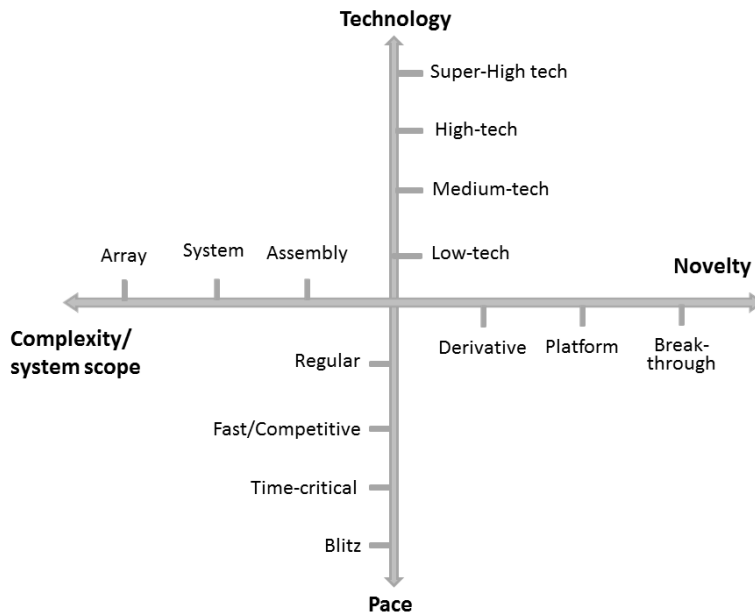 Technology
Super-High tech
High-tech
Medium-tech
Low-tech
Array
System
Assembly
Novelty
Complexity/
system scope
Derivative
Platform
Break-
through
Regular
Fast/Competitive
Time-critical
Blitz
Pace